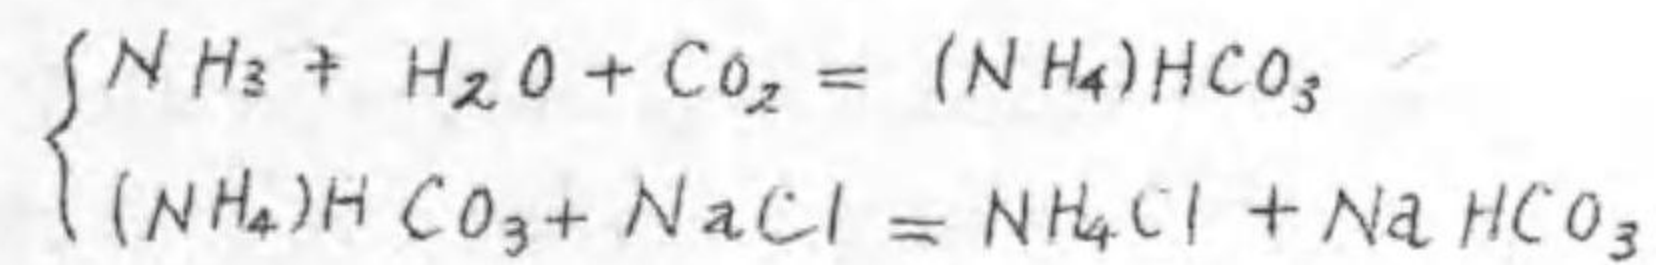 NH₃ + H₂O + CO₂ = (NH₄)HCO₃
(NH₄)HCO₃ + NaCl = NH₄Cl + NaHCO₃